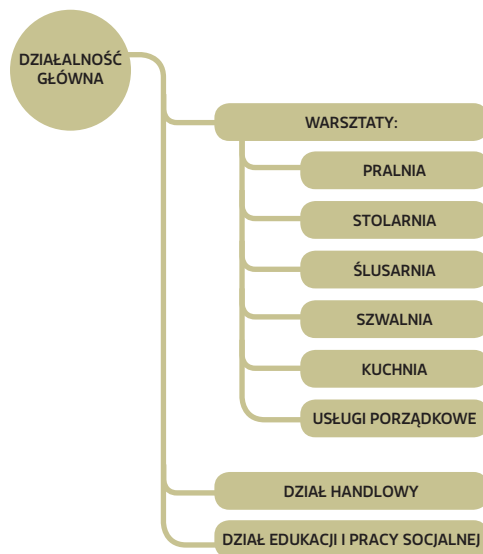 DZIAŁALNOŚĆ
GŁÓWNA
WARSZTATY:
PRALNIA
STOLARNIA
ŚLUSARNIA
SZWALNIA
KUCHNIA
USŁUGI PORZĄDKOWE
DZIAŁ HANDLOWY
DZIAŁ EDUKACJI I PRACY SOCJALNEJ